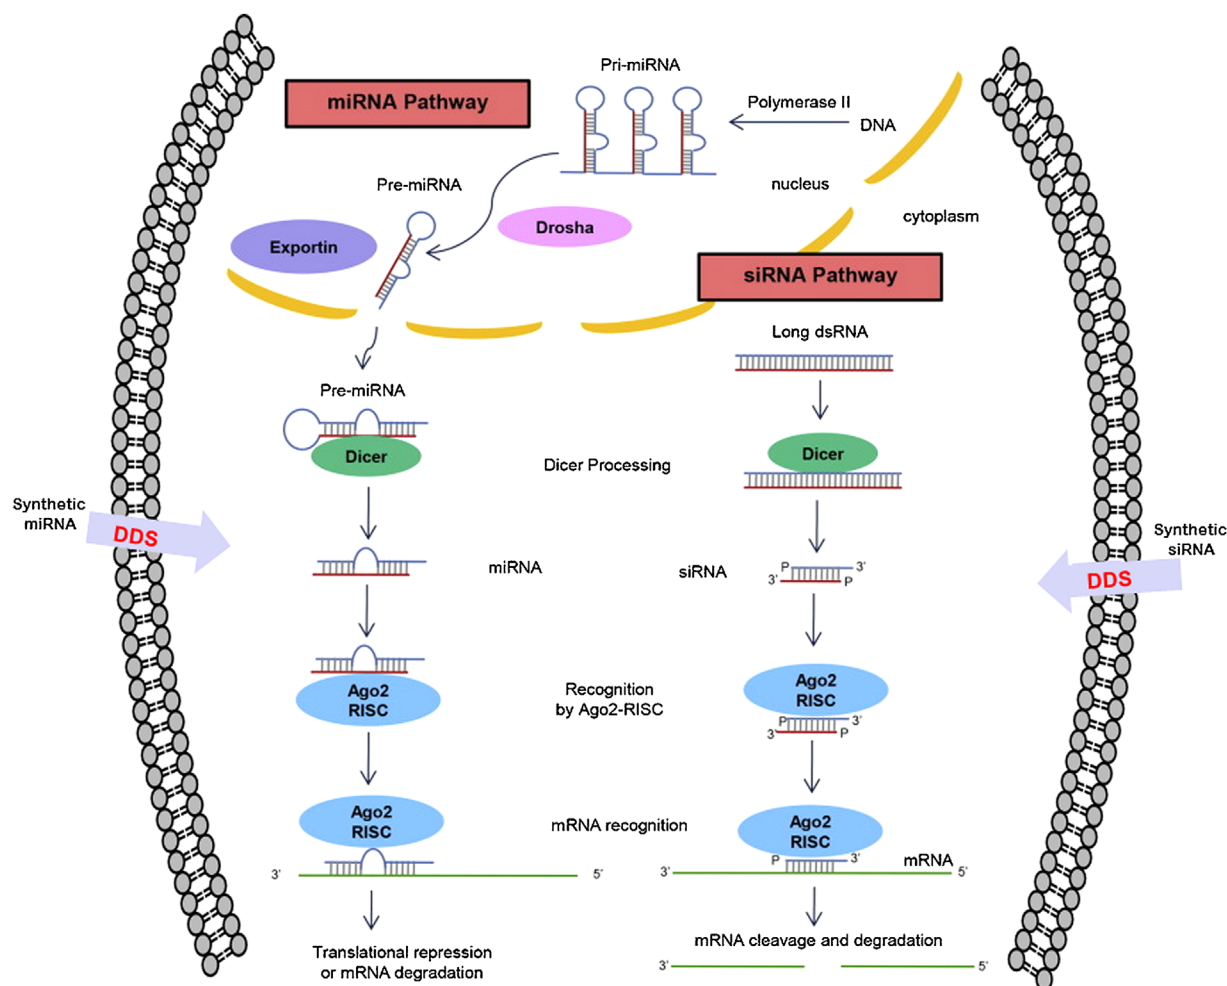 Pri-miRNA
miRNA Pathway
Polymerase II
DNA
Pre-miRNA
nucleus
cytoplasm
Exportin
Drosha
siRNA Pathway
Long dsRNA
Pre-miRNA
Dicer
Dicer Processing
Dicer
Synthetic
miRNA
DDS
Synthetic
siRNA
DDS
miRNA
siRNA
P
3'
3'
P
Ago2
RISC
Recognition
by Ago2-RISC
Ago2
RISC
P
3'
3'
P
Ago2
RISC
mRNA recognition
Ago2
RISC
P
3'
mRNA
3'
5'
3'
5'
Translational repression
or mRNA degradation
mRNA cleavage and degradation
3'
5'